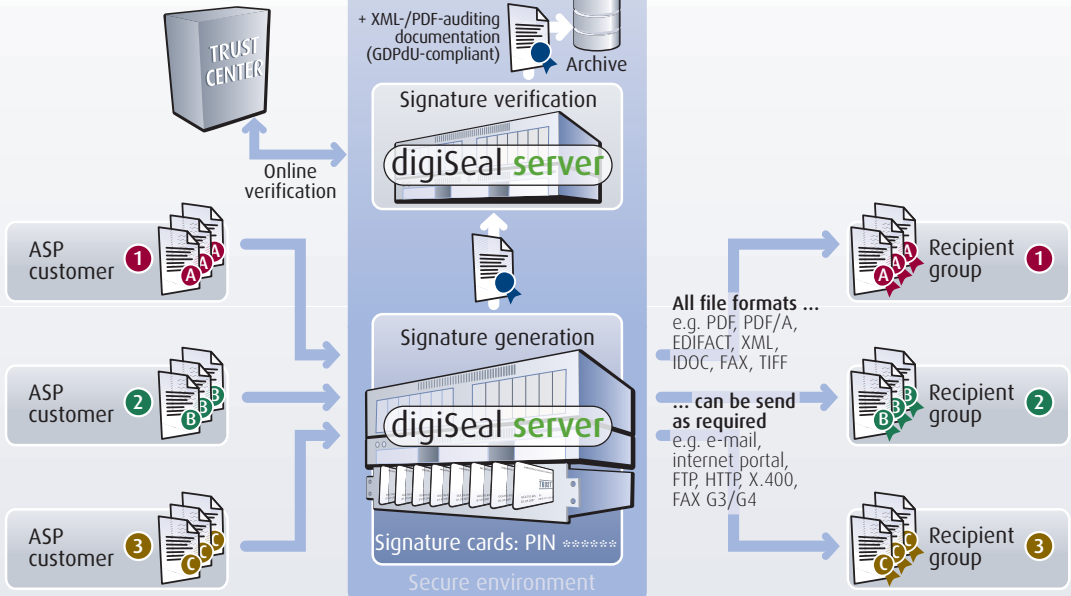 + XML-/PDF-auditing
documentation
(GDPdU-compliant)
Archive
TRUST
CENTER
Signature verification
digiSeal server
Online
verification
ASP
customer
1
A
A
A
ASP
customer
2
B
B
B
ASP
customer
3
C
C
C
Signature generation
digiSeal server
TRUST
Signature cards: PIN ******
Secure environment
All file formats ...
e.g. PDF, PDF/A,
EDIFACT, XML,
IDOC, FAX, TIFF
... can be send
as required
e.g. e-mail,
internet portal,
FTP, HTTP, X.400,
FAX G3/G4
A
A
A
Recipient
group
1
B
B
B
Recipient
group
2
C
C
C
Recipient
group
3